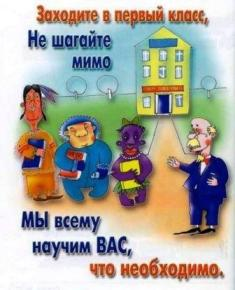 Заходите в первый класс,
Не шагайте
мимо
МЫ всему
научим ВАС,
что необходимо.